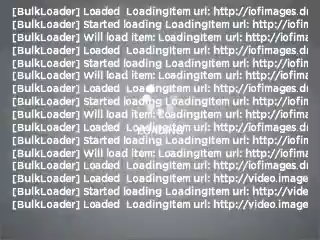 [BulkLoader] Loaded LoadingItem url: http://iofimages.d
[BulkLoader] Started loading LoadingItem url: http://iofi
[BulkLoader] Will load item: LoadingItem url: http://iofima
[BulkLoader] Loaded LoadingItem url: http://iofimages.d
[BulkLoader] Started loading LoadingItem url: http://iofi
[BulkLoader] Will load item: LoadingItem url: http://iofima
[BulkLoader] Loaded LoadingItem url: http://iofimages.d
[BulkLoader] Started loading LoadingItem url: http://iofi
[BulkLoader] Will load item: LoadingItem url: http://iofima
[BulkLoader] Loaded LoadingItem url: http://iofimages.d
[BulkLoader] Started loading LoadingItem url: http://iofi
[BulkLoader] Will load item: LoadingItem url: http://iofima
[BulkLoader] Loaded LoadingItem url: http://iofimages.d
[BulkLoader] Loaded LoadingItem url: http://video.image
[BulkLoader] Started loading LoadingItem url: http://vide
[BulkLoader] Loaded LoadingItem url: http://video.image